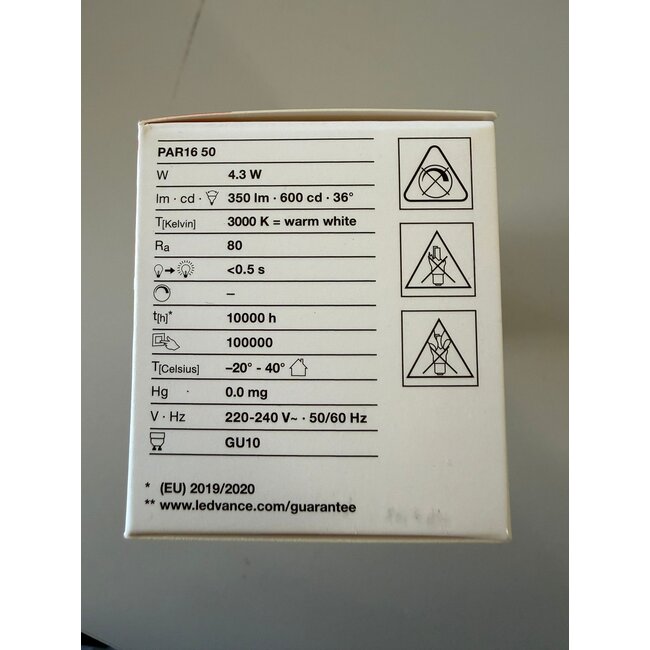 PAR16 50
W 4.3 W
lm · cd · 350 lm · 600 cd · 36°
T[Kelvin] 3000 K = warm white
Ra 80
<0.5 s
–
t[h]* 10000 h
100000
T[Celsius] –20° - 40°
Hg 0.0 mg
V · Hz 220-240 V~ · 50/60 Hz
GU10
* (EU) 2019/2020
** www.ledvance.com/guarantee